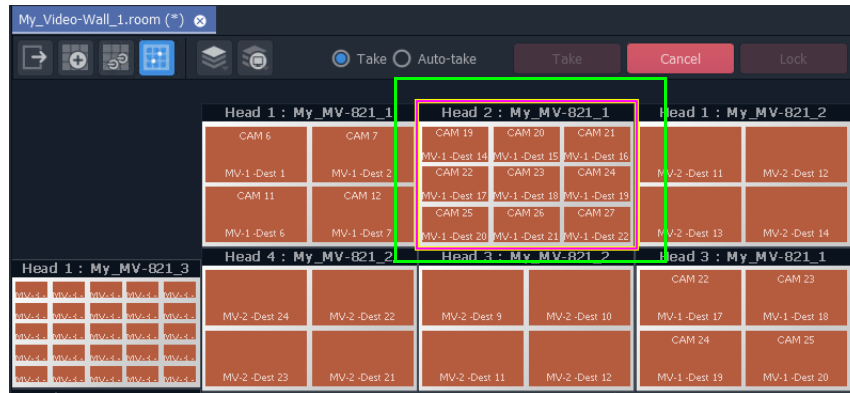 My_Video-Wall_1.room (*)
Take Auto-take Take Cancel Lock
Head 1 : My_MV-821_1 Head 2 : My_MV-821_1 Head 1 : My_MV-821_2
CAM 6 CAM 7 CAM 19 CAM 20 CAM 21
MV-1 -Dest 14 MV-1 -Dest 15 MV-1 -Dest 16
MV-1 -Dest 1 MV-1 -Dest 2 CAM 22 CAM 23 CAM 24 MV-2 -Dest 11 MV-2 -Dest 12
CAM 11 CAM 12 MV-1 -Dest 17 MV-1 -Dest 18 MV-1 -Dest 19
CAM 25 CAM 26 CAM 27
MV-1 -Dest 6 MV-1 -Dest 7 MV-1 -Dest 20 MV-1 -Dest 21 MV-1 -Dest 22 MV-2 -Dest 13 MV-2 -Dest 14
Head 4 : My_MV-821_2 Head 3 : My_MV-821_2 Head 3 : My_MV-821_1
Head 1 : My_MV-821_3
CAM 22 CAM 23
MV-2 -Dest 24 MV-2 -Dest 22 MV-2 -Dest 9 MV-2 -Dest 10 MV-1 -Dest 17 MV-1 -Dest 18
CAM 24 CAM 25
MV-2 -Dest 23 MV-2 -Dest 21 MV-2 -Dest 11 MV-2 -Dest 12 MV-1 -Dest 19 MV-1 -Dest 20